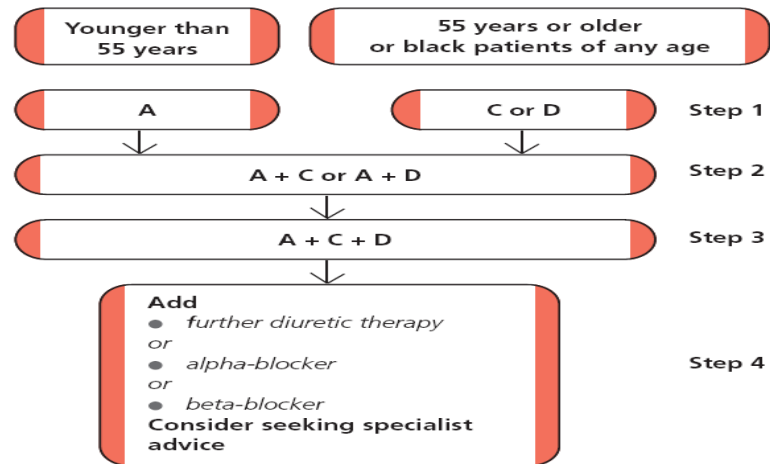 Younger than
55 years
55 years or older
or black patients of any age
A
C or D
Step 1
A + C or A + D
Step 2
A + C + D
Step 3
Add
● further diuretic therapy
or
● alpha-blocker
or
● beta-blocker
Consider seeking specialist
advice
Step 4